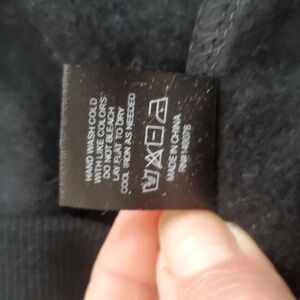 HAND WASH COLD
WITH LIKE COLORS
DO NOT BLEACH
LAY FLAT TO DRY
COOL IRON AS NEEDED
MADE IN CHINA
RN#